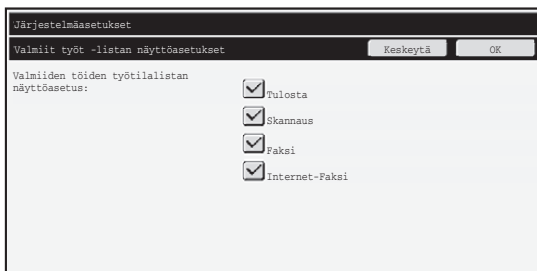 Järjestelmäasetukset
Valmiit työt -listan näyttöasetukset
Keskeytä
OK
Valmiiden töiden työtilalistan
näyttöasetus:
Tulosta
Skannaus
Faksi
Internet-Faksi